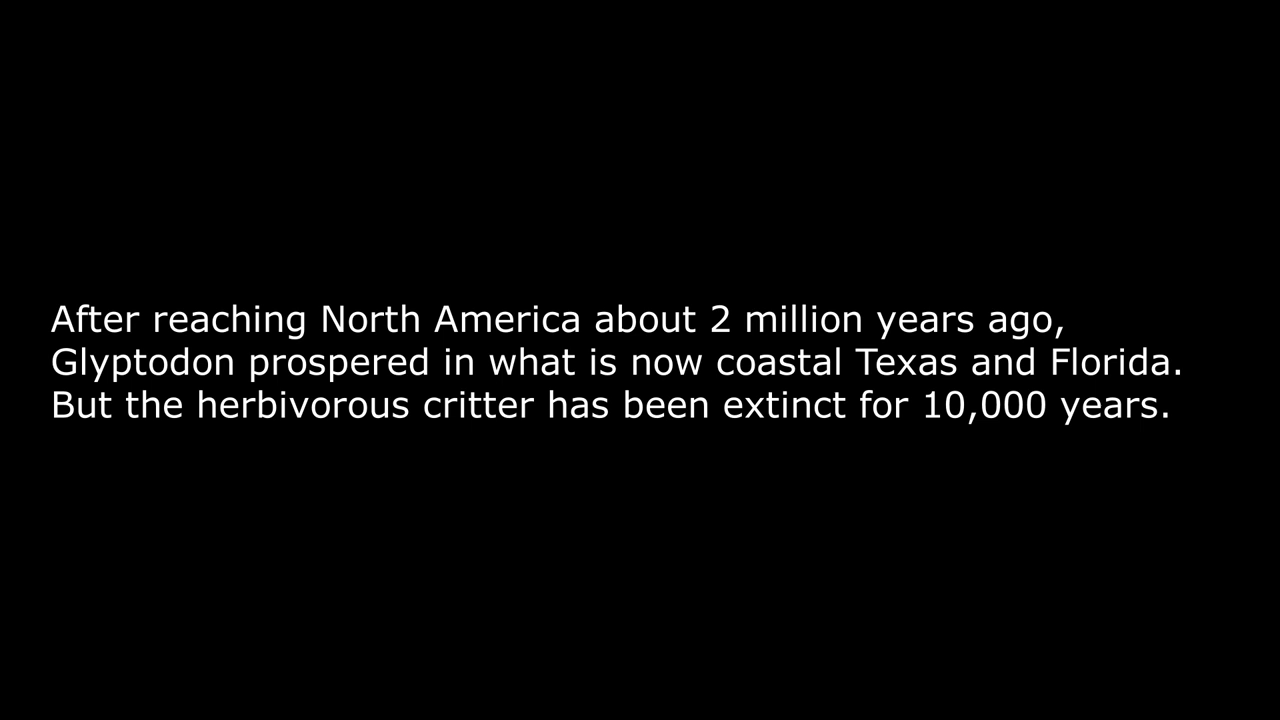 After reaching North America about 2 million years ago,
Glyptodon prospered in what is now coastal Texas and Florida.
But the herbivorous critter has been extinct for 10,000 years.